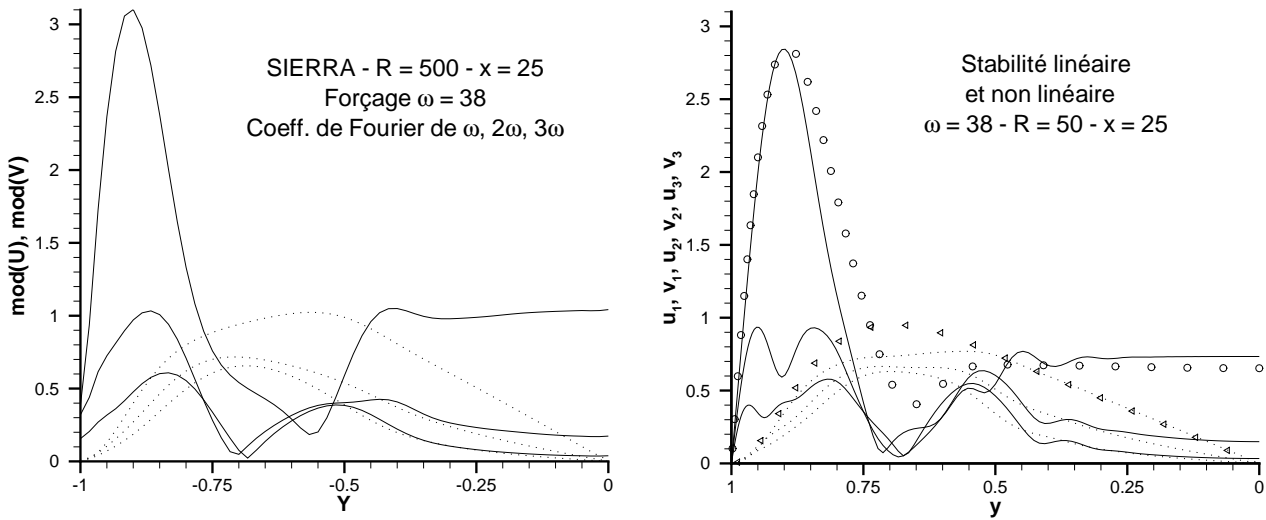 3
2.5
2
1.5
1
0.5
0
mod(U), mod(V)
SIERRA - R = 500 - x = 25
Forçage ω = 38
Coeff. de Fourier de ω, 2ω, 3ω
-1
-0.75
-0.5
-0.25
0
Y
3
2.5
2
1.5
1
0.5
0
u₁, v₁, u₂, v₂, u₃, v₃
Stabilité linéaire
et non linéaire
ω = 38 - R = 50 - x = 25
1
0.75
0.5
0.25
0
y